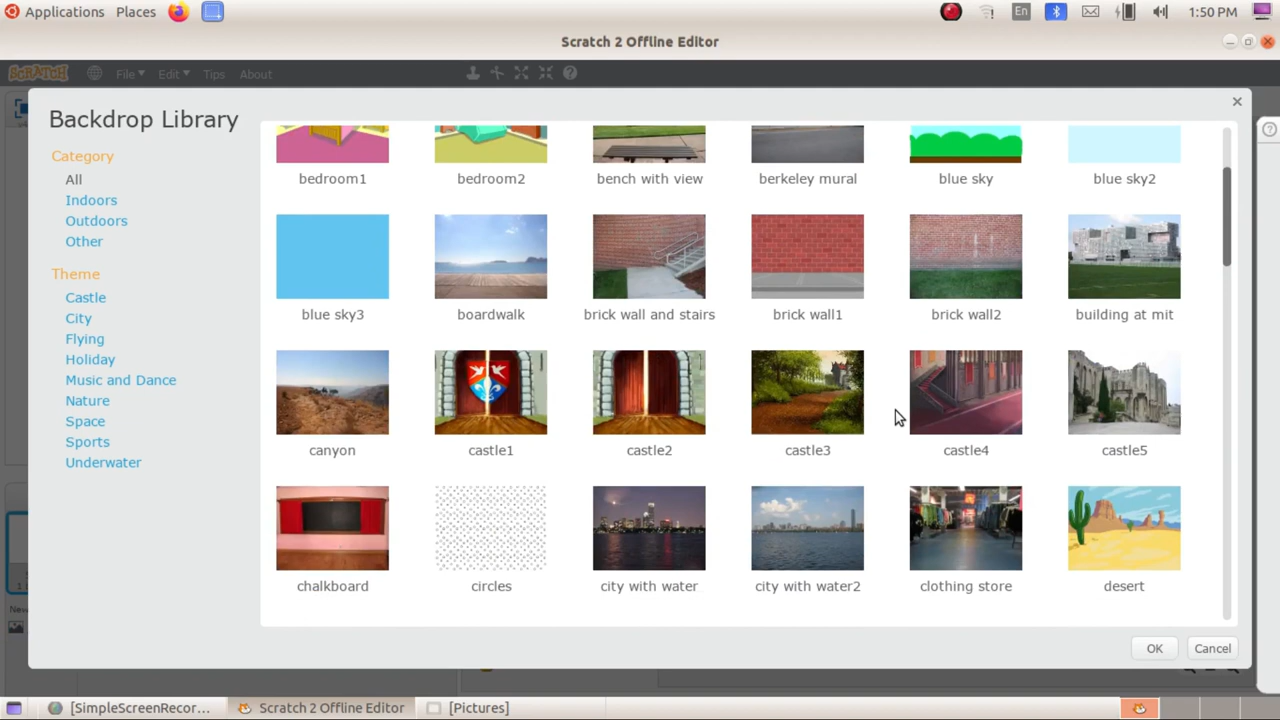 Applications Places En 1:50 PM
Scratch 2 Offline Editor
SCRATCH File Edit Tips About
Backdrop Library
Category
All
Indoors
Outdoors
Other
Theme
Castle
City
Flying
Holiday
Music and Dance
Nature
Space
Sports
Underwater
bedroom1 bedroom2 bench with view berkeley mural blue sky blue sky2
blue sky3 boardwalk brick wall and stairs brick wall1 brick wall2 building at mit
canyon castle1 castle2 castle3 castle4 castle5
chalkboard circles city with water city with water2 clothing store desert
New
OK Cancel
[SimpleScreenRecor... Scratch 2 Offline Editor [Pictures]